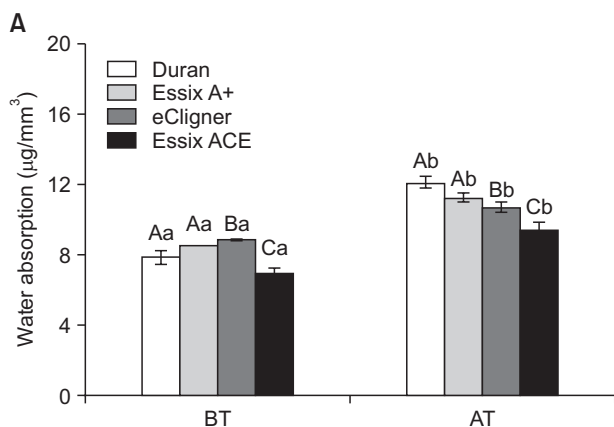 A
Water absorption (μg/mm³)
20
16
12
8
4
0
Duran
Essix A+
eCligner
Essix ACE
Aa Aa Ba Ca
Ab Ab Bb Cb
BT AT